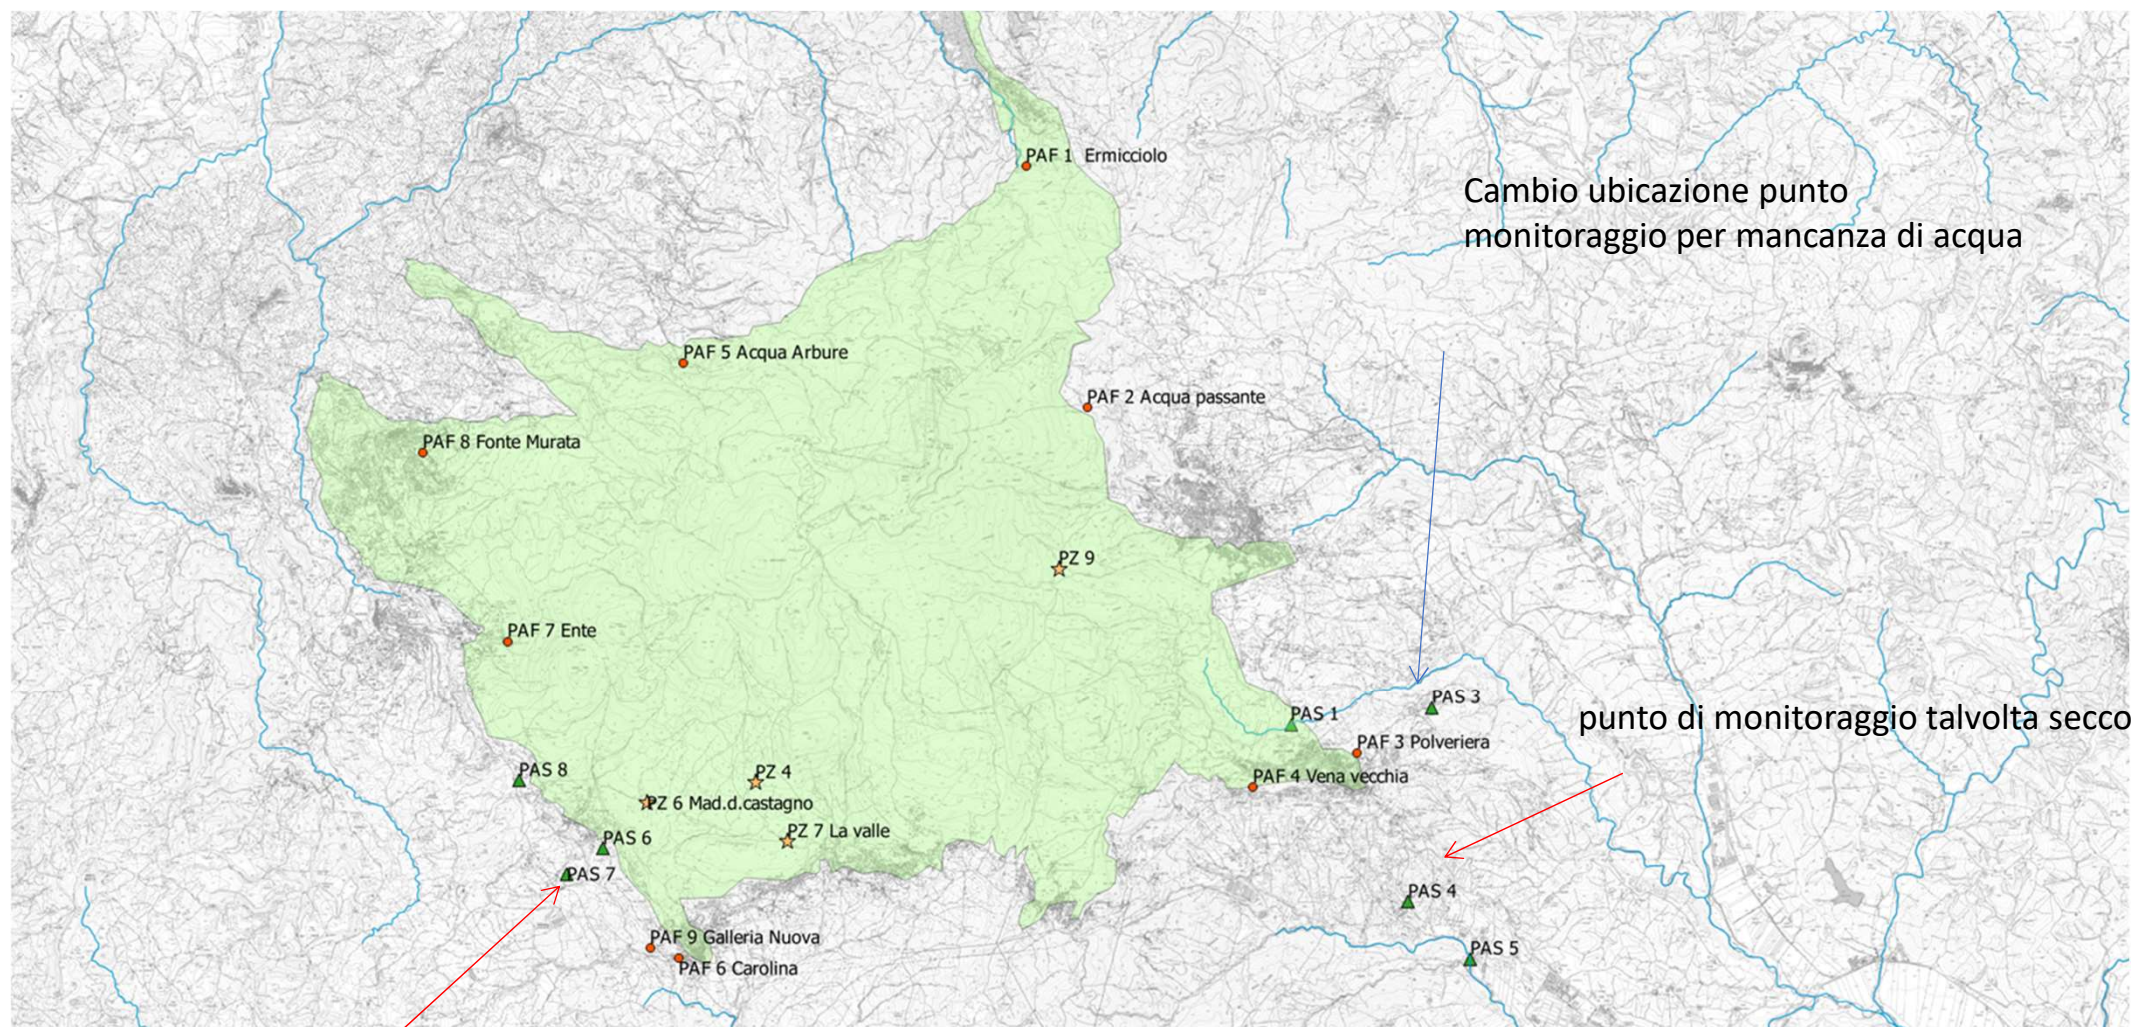 PAF 1 Ermicciolo
Cambio ubicazione punto
monitoraggio per mancanza di acqua
PAF 5 Acqua Arbure
PAF 2 Acqua passante
PAF 8 Fonte Murata
PZ 9
PAF 7 Ente
PAS 3
PAS 1
punto di monitoraggio talvolta secco
PAF 3 Polveriera
PAS 8
PZ 4
PAF 4 Vena vecchia
PZ 6 Mad.d.castagno
PZ 7 La valle
PAS 6
PAS 7
PAS 4
PAF 9 Galleria Nuova
PAS 5
PAF 6 Carolina